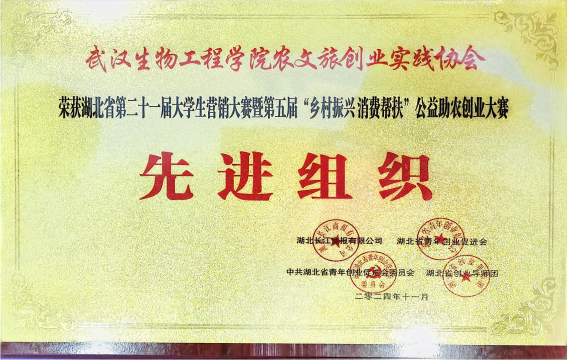 武汉生物工程学院农文旅创业实践协会
荣获湖北省第二十一届大学生营销大赛暨第五届“乡村振兴 消费帮扶”公益助农创业大赛
先进组织
湖北长江商报有限公司 湖北省青年创业促进会
中共湖北省青年创业促进会委员会 湖北省创业导师团
二〇二四年十一月